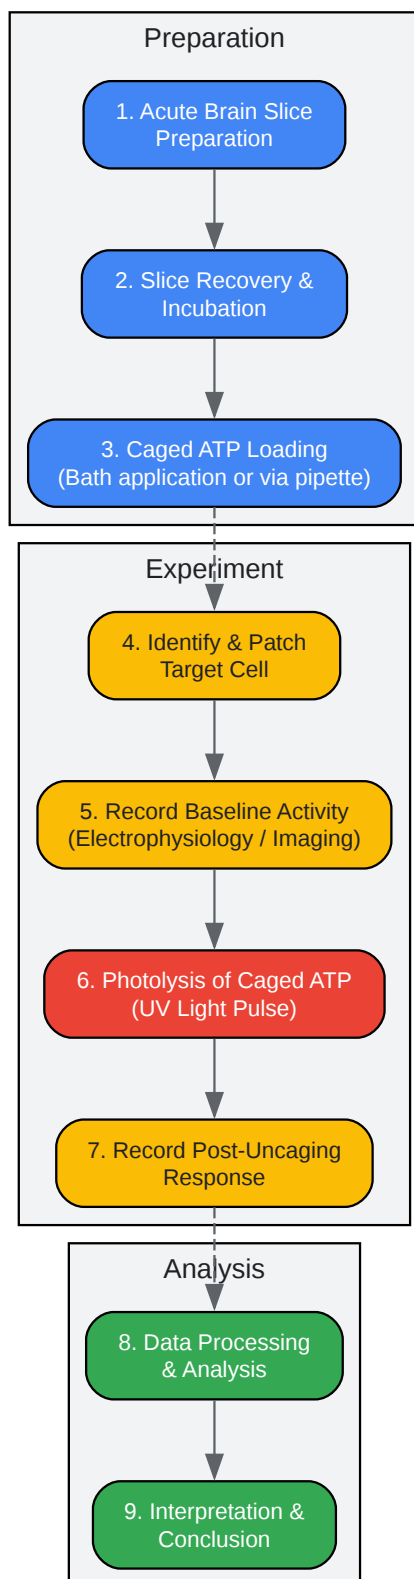 Preparation
1. Acute Brain Slice
Preparation
2. Slice Recovery &
Incubation
3. Caged ATP Loading
(Bath application or via pipette)
Experiment
4. Identify & Patch
Target Cell
5. Record Baseline Activity
(Electrophysiology / Imaging)
6. Photolysis of Caged ATP
(UV Light Pulse)
7. Record Post-Uncaging
Response
Analysis
8. Data Processing
& Analysis
9. Interpretation &
Conclusion